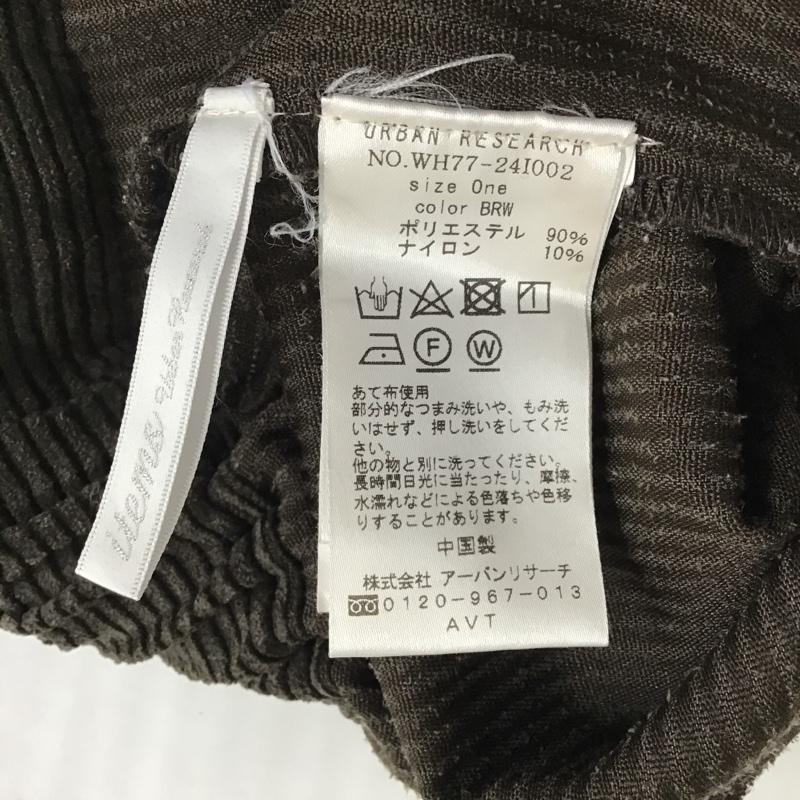 URBAN RESEARCH
NO.WH77-24I002
size One
color BRW
ポリエステル 90%
ナイロン 10%
F W
あて布使用
部分的なつまみ洗いや、もみ洗
いはせず、押し洗いをしてくだ
さい。
他の物と別に洗ってください。
長時間日光に当たったり、摩擦、
水濡れなどによる色落ちや色移
りすることがあります。
中国製
株式会社 アーバンリサーチ
0120-967-013
AVT
items Urban Research